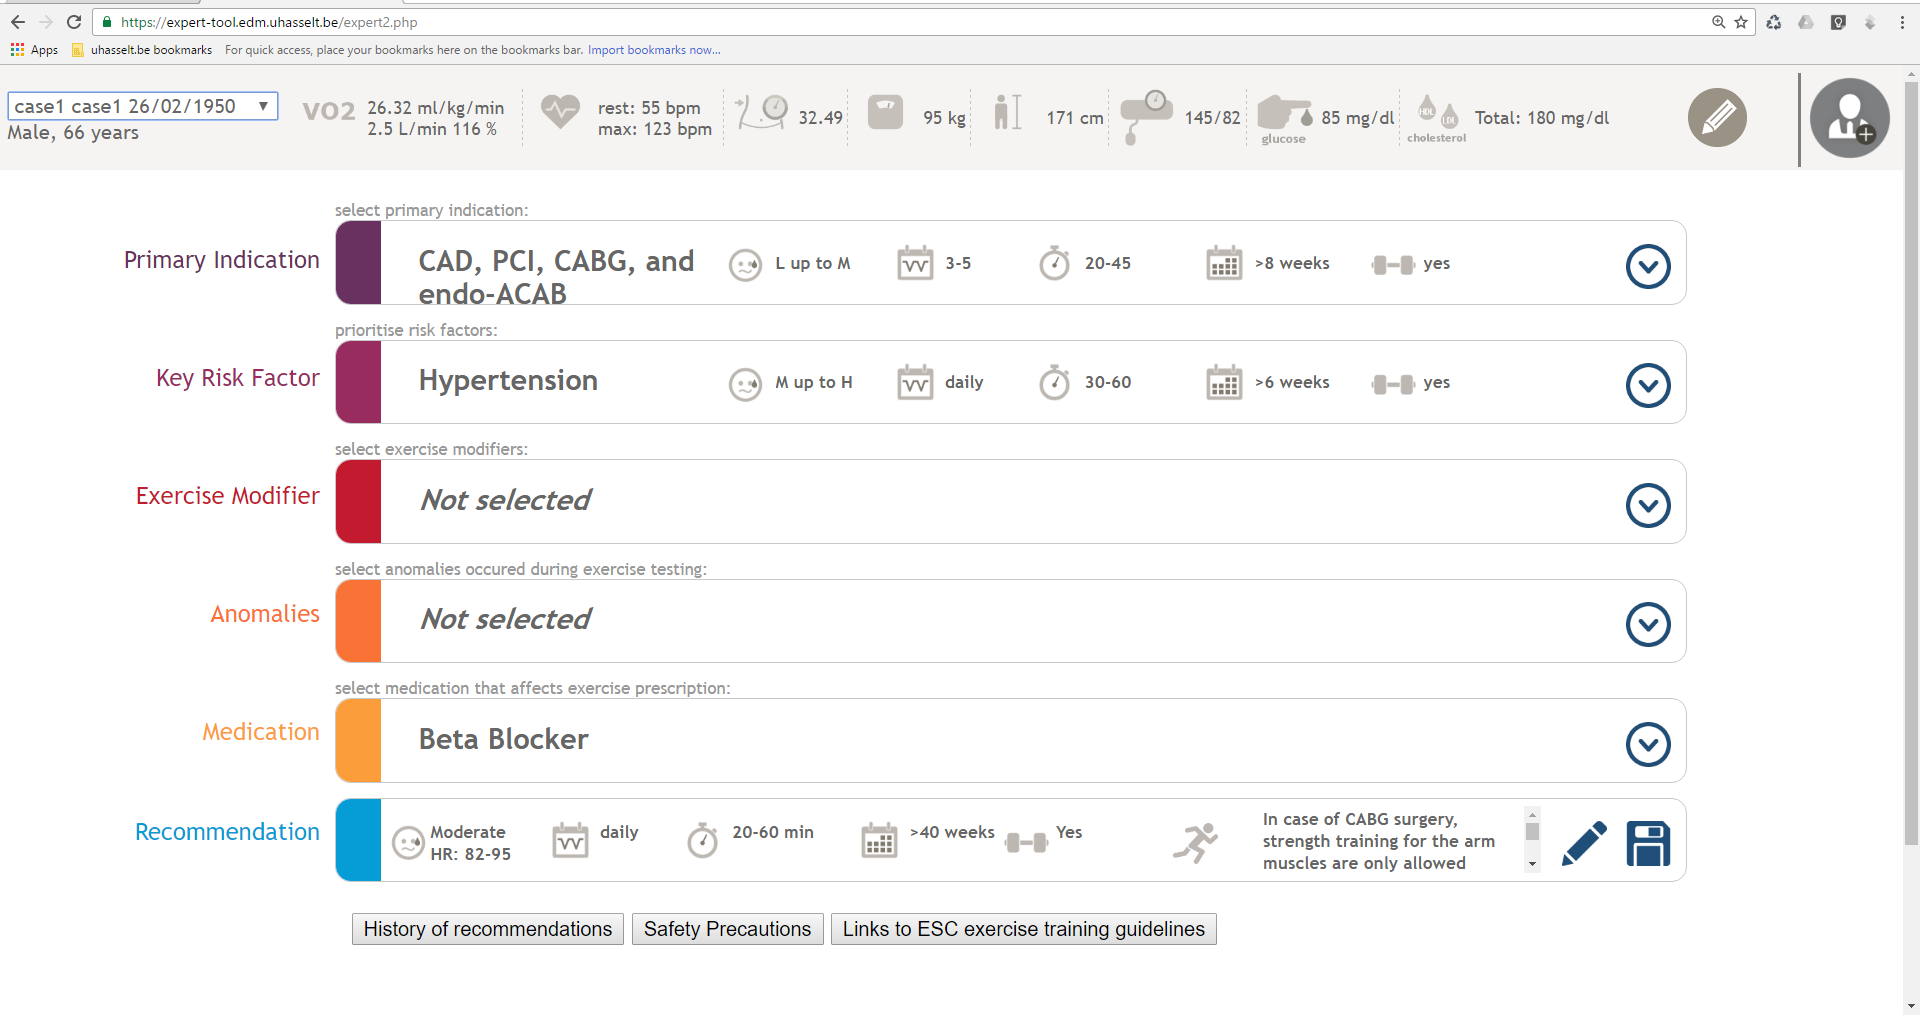 https://expert-tool.edm.uhasselt.be/expert2.php
Apps uhasselt.be bookmarks For quick access, place your bookmarks here on the bookmarks bar. Import bookmarks now...
case1 case1 26/02/1950
Male, 66 years
VO2
26.32 ml/kg/min
2.5 L/min 116 %
rest: 55 bpm
max: 123 bpm
32.49
95 kg
171 cm
145/82
glucose
85 mg/dl
HDL
LDL
cholesterol
Total: 180 mg/dl
select primary indication:
Primary Indication
CAD, PCI, CABG, and
endo-ACAB
L up to M
3-5
20-45
>8 weeks
yes
prioritise risk factors:
Key Risk Factor
Hypertension
M up to H
daily
30-60
>6 weeks
yes
select exercise modifiers:
Exercise Modifier
Not selected
select anomalies occured during exercise testing:
Anomalies
Not selected
select medication that affects exercise prescription:
Medication
Beta Blocker
Recommendation
Moderate
HR: 82-95
daily
20-60 min
>40 weeks
Yes
In case of CABG surgery,
strength training for the arm
muscles are only allowed
History of recommendations
Safety Precautions
Links to ESC exercise training guidelines